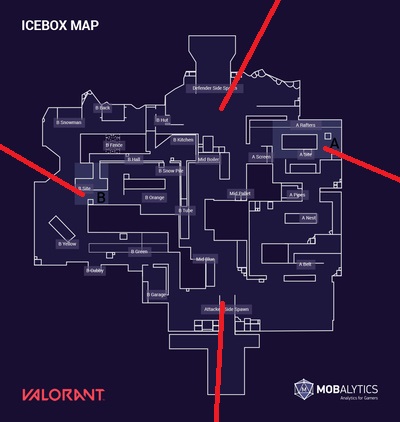 ICEBOX MAP
Defender Side Spawn
B Back
B Snowman
B Hut
A Rafters
B Kitchen
B Fence
A
A Site
B Hall
Mid Boiler
A Screen
B Snow Pile
B Site
B
B Orange
Mid Pallet
A Pipes
B Tube
A Nest
B Yellow
B Green
Mid Blue
A Belt
B Garage
Attacker Side Spawn
VALORANT
MOBALYTICS
Analytics for Gamers